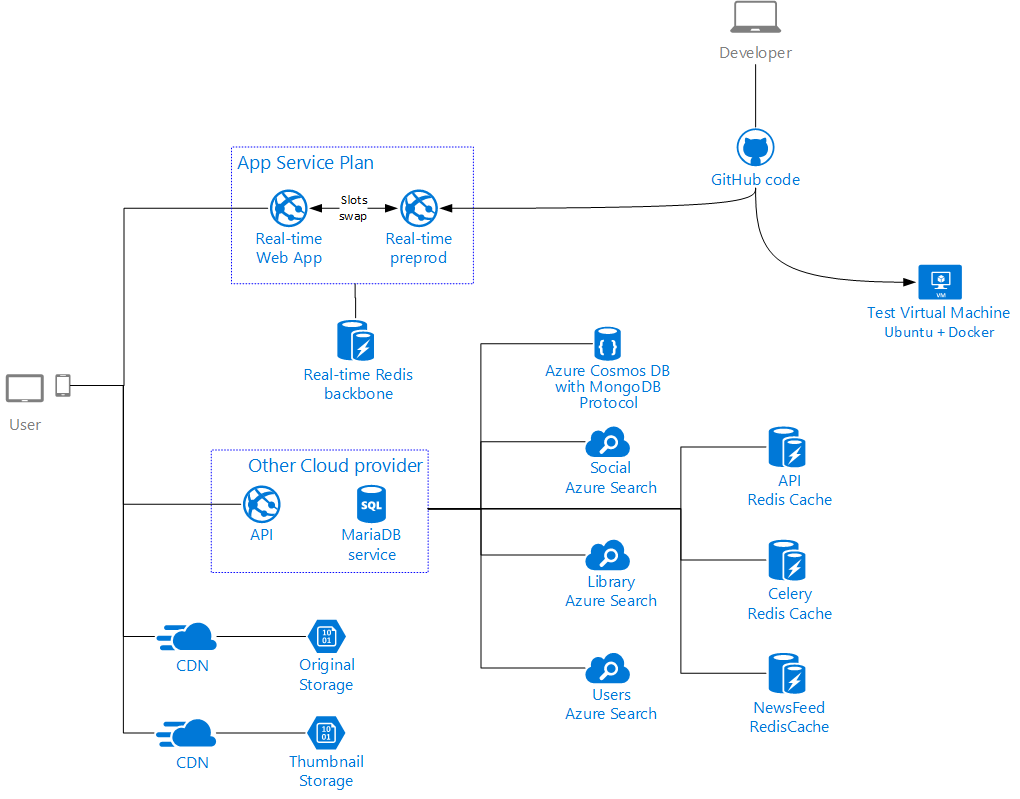 Developer
GitHub code
App Service Plan
Slots
swap
Real-time
Web App
Real-time
preprod
VM
Test Virtual Machine
Ubuntu + Docker
Real-time Redis
backbone
User
Azure Cosmos DB
with MongoDB
Protocol
Other Cloud provider
API
SQL
MariaDB
service
Social
Azure Search
API
Redis Cache
Library
Azure Search
Celery
Redis Cache
Users
Azure Search
NewsFeed
RedisCache
CDN
10
01
Original
Storage
CDN
10
01
Thumbnail
Storage